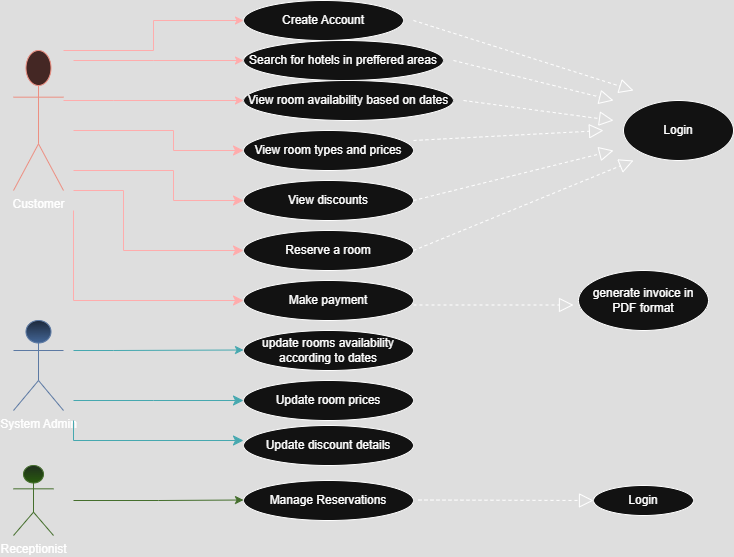 Create Account
Search for hotels in preffered areas
View room availability based on dates
Login
View room types and prices
View discounts
Customer
Reserve a room
Make payment
generate invoice in
PDF format
update rooms availability
according to dates
Update room prices
System Admin
Update discount details
Manage Reservations
Login
Receptionist